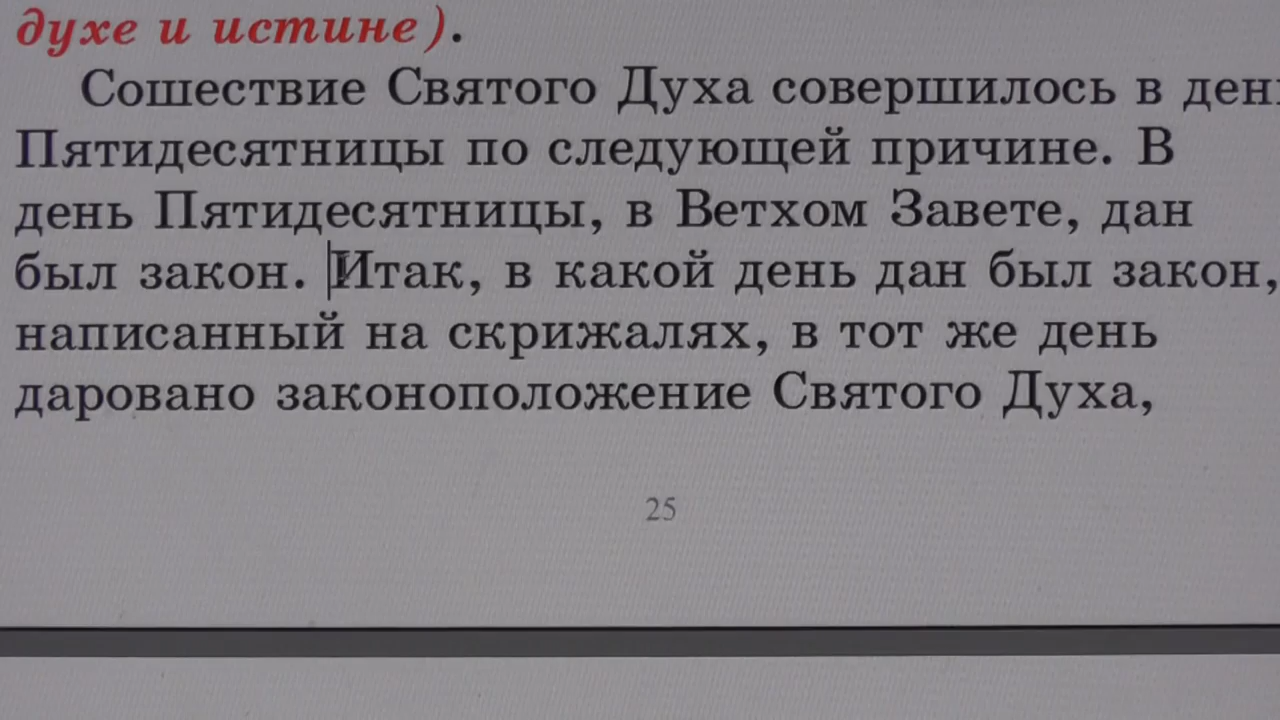 духе и истине).
Сошествие Святого Духа совершилось в день
Пятидесятницы по следующей причине. В
день Пятидесятницы, в Ветхом Завете, дан
был закон. Итак, в какой день дан был закон,
написанный на скрижалях, в тот же день
даровано законоположение Святого Духа,
25